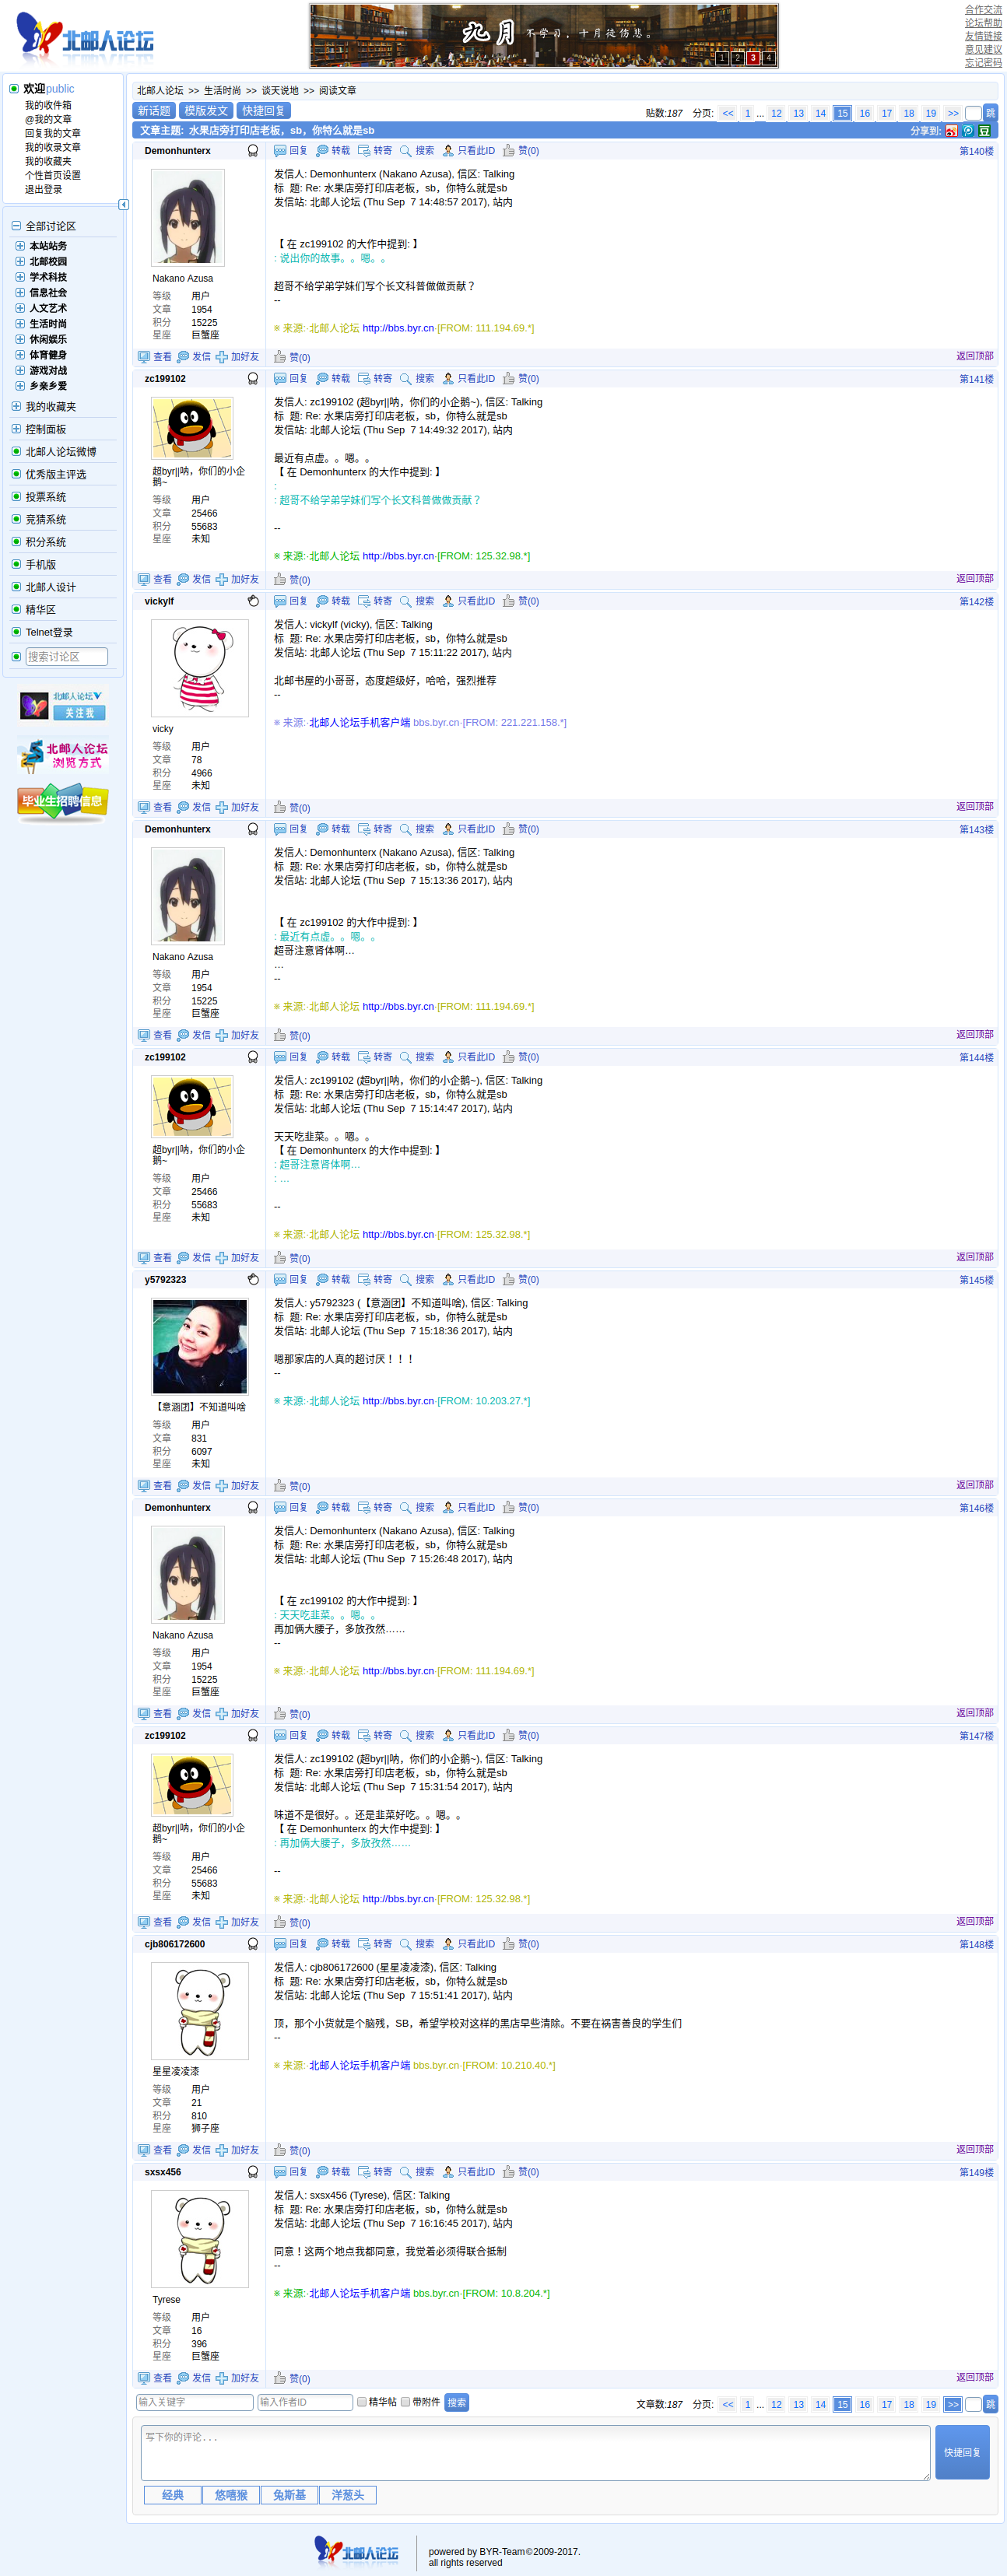 北邮人论坛
九月 不学习，十月徒伤悲。
1 2 3 4
合作交流
论坛帮助
友情链接
意见建议
忘记密码
欢迎public
我的收件箱
@我的文章
回复我的文章
我的收录文章
我的收藏夹
个性首页设置
退出登录
全部讨论区
本站站务
北邮校园
学术科技
信息社会
人文艺术
生活时尚
休闲娱乐
体育健身
游戏对战
乡亲乡爱
我的收藏夹
控制面板
北邮人论坛微博
优秀版主评选
投票系统
竞猜系统
积分系统
手机版
北邮人设计
精华区
Telnet登录
搜索讨论区
北邮人论坛
关注我
北邮人论坛
浏览方式
毕业生招聘信息
北邮人论坛 >> 生活时尚 >> 谈天说地 >> 阅读文章
新话题 模版发文 快捷回复
贴数:187 分页: << 1 ... 12 13 14 15 16 17 18 19 >> 跳
文章主题: 水果店旁打印店老板，sb，你特么就是sb 分享到:
Demonhunterx 回复 转载 转寄 搜索 只看此ID 赞(0) 第140楼
Nakano Azusa
等级 用户
文章 1954
积分 15225
星座 巨蟹座
发信人: Demonhunterx (Nakano Azusa), 信区: Talking
标 题: Re: 水果店旁打印店老板，sb，你特么就是sb
发信站: 北邮人论坛 (Thu Sep 7 14:48:57 2017), 站内
【 在 zc199102 的大作中提到: 】
: 说出你的故事。。嗯。。
超哥不给学弟学妹们写个长文科普做做贡献？
--
※ 来源:·北邮人论坛 http://bbs.byr.cn·[FROM: 111.194.69.*]
查看 发信 加好友 赞(0) 返回顶部
zc199102 回复 转载 转寄 搜索 只看此ID 赞(0) 第141楼
超byr||呐，你们的小企
鹅~
等级 用户
文章 25466
积分 55683
星座 未知
发信人: zc199102 (超byr||呐，你们的小企鹅~), 信区: Talking
标 题: Re: 水果店旁打印店老板，sb，你特么就是sb
发信站: 北邮人论坛 (Thu Sep 7 14:49:32 2017), 站内
最近有点虚。。嗯。。
【 在 Demonhunterx 的大作中提到: 】
:
: 超哥不给学弟学妹们写个长文科普做做贡献？
--
※ 来源:·北邮人论坛 http://bbs.byr.cn·[FROM: 125.32.98.*]
查看 发信 加好友 赞(0) 返回顶部
vickylf 回复 转载 转寄 搜索 只看此ID 赞(0) 第142楼
vicky
等级 用户
文章 78
积分 4966
星座 未知
发信人: vickylf (vicky), 信区: Talking
标 题: Re: 水果店旁打印店老板，sb，你特么就是sb
发信站: 北邮人论坛 (Thu Sep 7 15:11:22 2017), 站内
北邮书屋的小哥哥，态度超级好，哈哈，强烈推荐
--
※ 来源:·北邮人论坛手机客户端 bbs.byr.cn·[FROM: 221.221.158.*]
查看 发信 加好友 赞(0) 返回顶部
Demonhunterx 回复 转载 转寄 搜索 只看此ID 赞(0) 第143楼
Nakano Azusa
等级 用户
文章 1954
积分 15225
星座 巨蟹座
发信人: Demonhunterx (Nakano Azusa), 信区: Talking
标 题: Re: 水果店旁打印店老板，sb，你特么就是sb
发信站: 北邮人论坛 (Thu Sep 7 15:13:36 2017), 站内
【 在 zc199102 的大作中提到: 】
: 最近有点虚。。嗯。。
超哥注意肾体啊…
…
--
※ 来源:·北邮人论坛 http://bbs.byr.cn·[FROM: 111.194.69.*]
查看 发信 加好友 赞(0) 返回顶部
zc199102 回复 转载 转寄 搜索 只看此ID 赞(0) 第144楼
超byr||呐，你们的小企
鹅~
等级 用户
文章 25466
积分 55683
星座 未知
发信人: zc199102 (超byr||呐，你们的小企鹅~), 信区: Talking
标 题: Re: 水果店旁打印店老板，sb，你特么就是sb
发信站: 北邮人论坛 (Thu Sep 7 15:14:47 2017), 站内
天天吃韭菜。。嗯。。
【 在 Demonhunterx 的大作中提到: 】
: 超哥注意肾体啊…
: …
--
※ 来源:·北邮人论坛 http://bbs.byr.cn·[FROM: 125.32.98.*]
查看 发信 加好友 赞(0) 返回顶部
y5792323 回复 转载 转寄 搜索 只看此ID 赞(0) 第145楼
【意涵团】不知道叫啥
等级 用户
文章 831
积分 6097
星座 未知
发信人: y5792323 (【意涵团】不知道叫啥), 信区: Talking
标 题: Re: 水果店旁打印店老板，sb，你特么就是sb
发信站: 北邮人论坛 (Thu Sep 7 15:18:36 2017), 站内
嗯那家店的人真的超讨厌！！！
--
※ 来源:·北邮人论坛 http://bbs.byr.cn·[FROM: 10.203.27.*]
查看 发信 加好友 赞(0) 返回顶部
Demonhunterx 回复 转载 转寄 搜索 只看此ID 赞(0) 第146楼
Nakano Azusa
等级 用户
文章 1954
积分 15225
星座 巨蟹座
发信人: Demonhunterx (Nakano Azusa), 信区: Talking
标 题: Re: 水果店旁打印店老板，sb，你特么就是sb
发信站: 北邮人论坛 (Thu Sep 7 15:26:48 2017), 站内
【 在 zc199102 的大作中提到: 】
: 天天吃韭菜。。嗯。。
再加俩大腰子，多放孜然……
--
※ 来源:·北邮人论坛 http://bbs.byr.cn·[FROM: 111.194.69.*]
查看 发信 加好友 赞(0) 返回顶部
zc199102 回复 转载 转寄 搜索 只看此ID 赞(0) 第147楼
超byr||呐，你们的小企
鹅~
等级 用户
文章 25466
积分 55683
星座 未知
发信人: zc199102 (超byr||呐，你们的小企鹅~), 信区: Talking
标 题: Re: 水果店旁打印店老板，sb，你特么就是sb
发信站: 北邮人论坛 (Thu Sep 7 15:31:54 2017), 站内
味道不是很好。。还是韭菜好吃。。嗯。。
【 在 Demonhunterx 的大作中提到: 】
: 再加俩大腰子，多放孜然……
--
※ 来源:·北邮人论坛 http://bbs.byr.cn·[FROM: 125.32.98.*]
查看 发信 加好友 赞(0) 返回顶部
cjb806172600 回复 转载 转寄 搜索 只看此ID 赞(0) 第148楼
星星凌凌漆
等级 用户
文章 21
积分 810
星座 狮子座
发信人: cjb806172600 (星星凌凌漆), 信区: Talking
标 题: Re: 水果店旁打印店老板，sb，你特么就是sb
发信站: 北邮人论坛 (Thu Sep 7 15:51:41 2017), 站内
顶，那个小货就是个脑残，SB，希望学校对这样的黑店早些清除。不要在祸害善良的学生们
--
※ 来源:·北邮人论坛手机客户端 bbs.byr.cn·[FROM: 10.210.40.*]
查看 发信 加好友 赞(0) 返回顶部
sxsx456 回复 转载 转寄 搜索 只看此ID 赞(0) 第149楼
Tyrese
等级 用户
文章 16
积分 396
星座 巨蟹座
发信人: sxsx456 (Tyrese), 信区: Talking
标 题: Re: 水果店旁打印店老板，sb，你特么就是sb
发信站: 北邮人论坛 (Thu Sep 7 16:16:45 2017), 站内
同意！这两个地点我都同意，我觉着必须得联合抵制
--
※ 来源:·北邮人论坛手机客户端 bbs.byr.cn·[FROM: 10.8.204.*]
查看 发信 加好友 赞(0) 返回顶部
输入关键字 输入作者ID 精华帖 带附件 搜索
文章数:187 分页: << 1 ... 12 13 14 15 16 17 18 19 >> 跳
写下你的评论...
快捷回复
经典 悠嘻猴 兔斯基 洋葱头
北邮人论坛
powered by BYR-Team©2009-2017.
all rights reserved